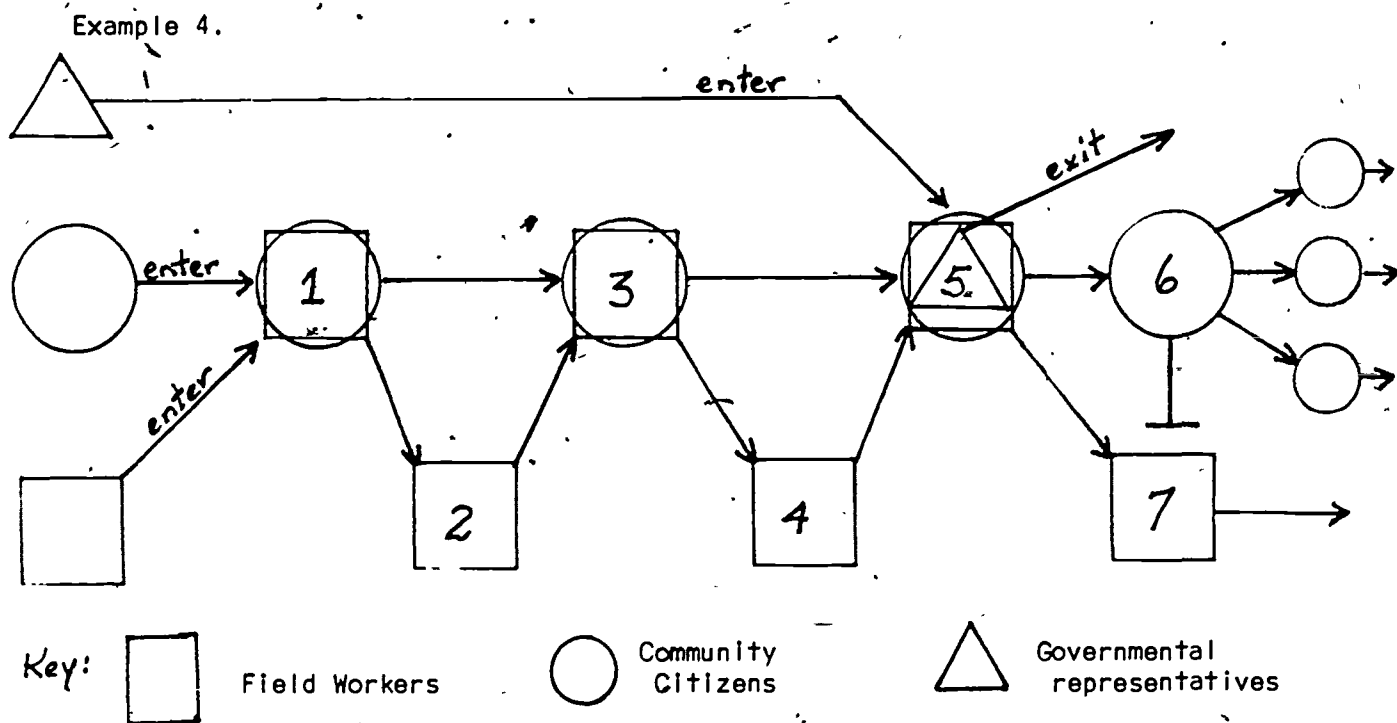 Example 4.
enter
exit
enter
1
3
5.
6
enter
2
4
7
Key:
Field Workers
Community
Citizens
Governmental
representatives